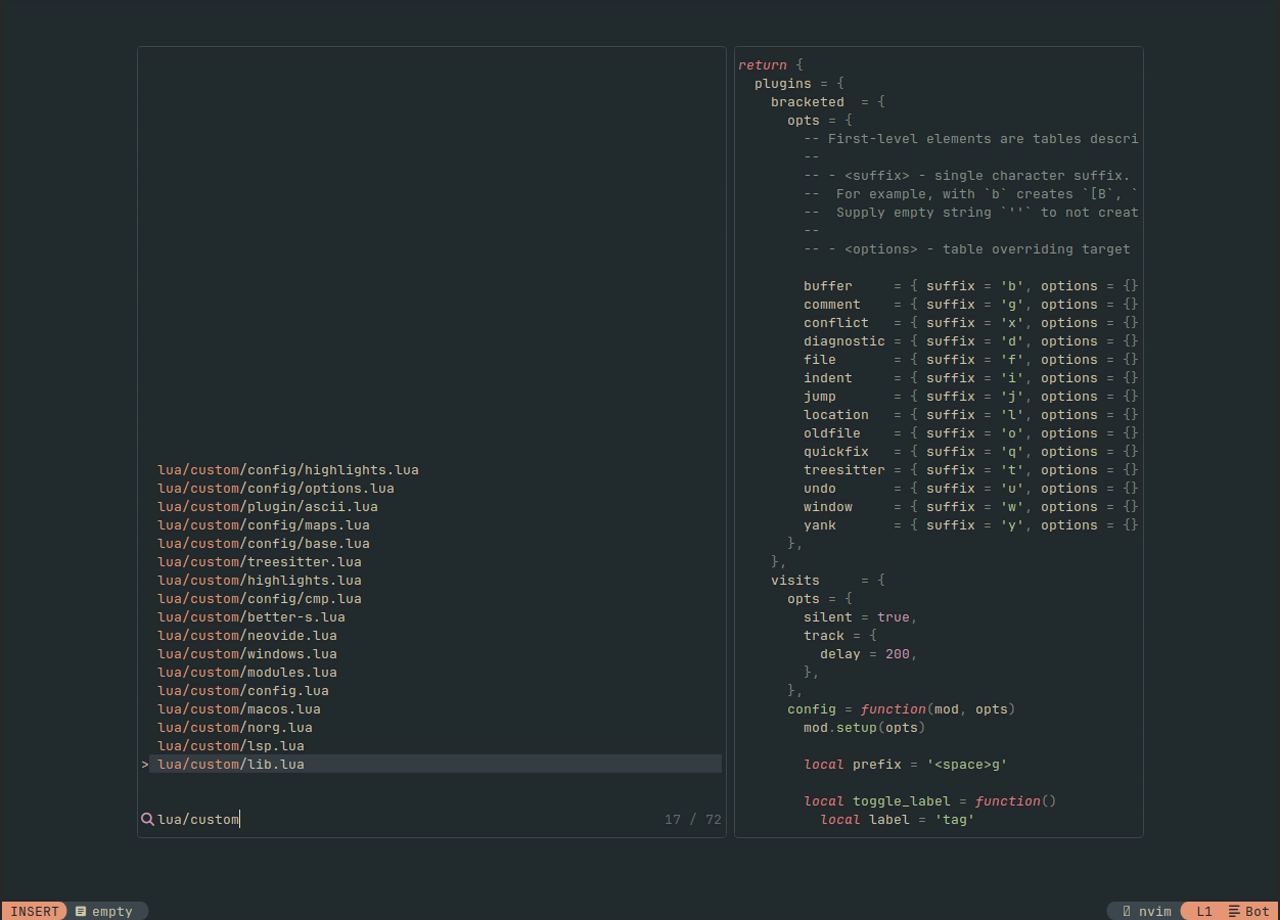 lua/custom/config/highlights.lua
lua/custom/config/options.lua
lua/custom/plugin/ascii.lua
lua/custom/config/maps.lua
lua/custom/config/base.lua
lua/custom/treesitter.lua
lua/custom/highlights.lua
lua/custom/config/cmp.lua
lua/custom/better-s.lua
lua/custom/neovide.lua
lua/custom/windows.lua
lua/custom/modules.lua
lua/custom/config.lua
lua/custom/macos.lua
lua/custom/norg.lua
lua/custom/lsp.lua
> lua/custom/lib.lua
lua/custom 17 / 72
return {
  plugins = {
    bracketed  = {
      opts = {
        -- First-level elements are tables descri
        --
        -- - <suffix> - single character suffix.
        --  For example, with `b` creates `[B`, `
        --  Supply empty string `''` to not creat
        --
        -- - <options> - table overriding target

        buffer     = { suffix = 'b', options = {}
        comment    = { suffix = 'g', options = {}
        conflict   = { suffix = 'x', options = {}
        diagnostic = { suffix = 'd', options = {}
        file       = { suffix = 'f', options = {}
        indent     = { suffix = 'i', options = {}
        jump       = { suffix = 'j', options = {}
        location   = { suffix = 'l', options = {}
        oldfile    = { suffix = 'o', options = {}
        quickfix   = { suffix = 'q', options = {}
        treesitter = { suffix = 't', options = {}
        undo       = { suffix = 'u', options = {}
        window     = { suffix = 'w', options = {}
        yank       = { suffix = 'y', options = {}
      },
    },
    visits     = {
      opts = {
        silent = true,
        track = {
          delay = 200,
        },
      },
      config = function(mod, opts)
        mod.setup(opts)

        local prefix = '<space>g'

        local toggle_label = function()
          local label = 'tag'
INSERT empty nvim L1 Bot